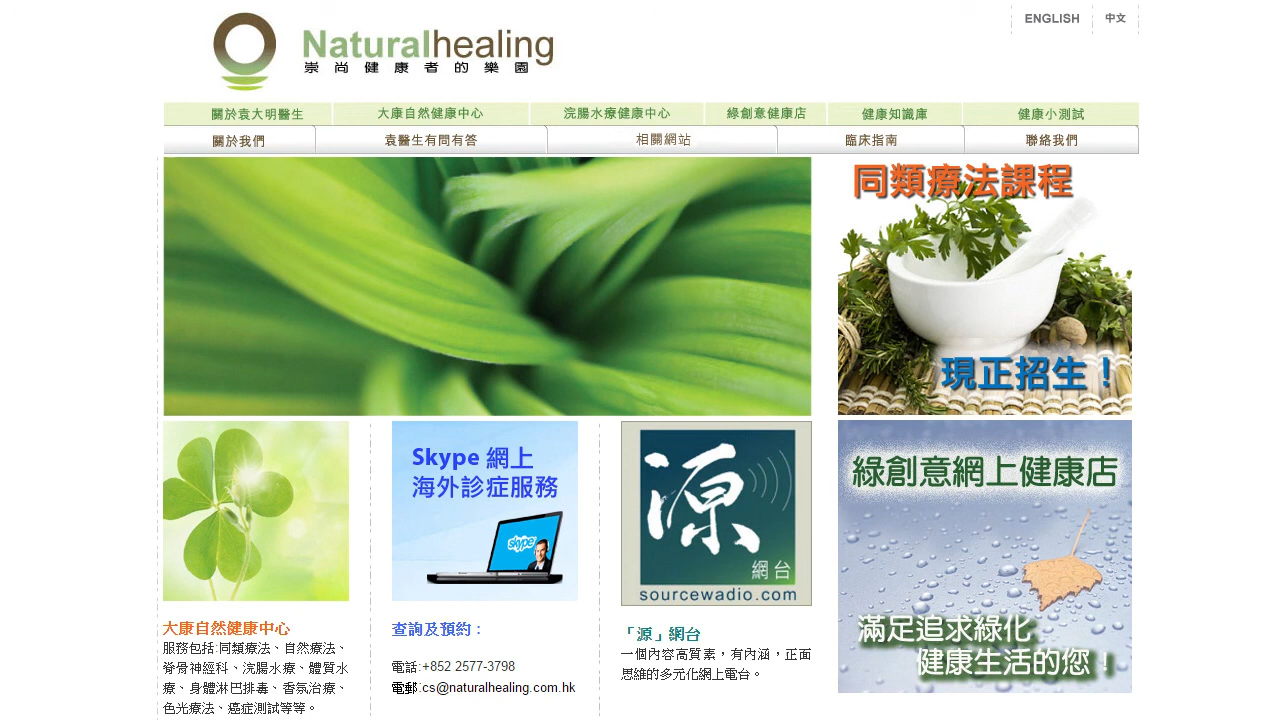 ENGLISH
中文
Naturalhealing
崇尚健康者的樂園
關於袁大明醫生
大康自然健康中心
浣腸水療健康中心
綠創意健康店
健康知識庫
健康小測試
關於我們
袁醫生有問有答
相關網站
臨床指南
聯絡我們
同類療法課程
現正招生！
Skype 網上
海外診症服務
skype
源
網台
sourcewadio.com
綠創意網上健康店
滿足追求綠化
健康生活的您！
大康自然健康中心
服務包括:同類療法、自然療法、
脊骨神經科、浣腸水療、體質水
療、身體淋巴排毒、香氛治療、
色光療法、癌症測試等等。
查詢及預約：
電話:+852 2577-3798
電郵:cs@naturalhealing.com.hk
「源」網台
一個內容高質素，有內涵，正面
思維的多元化網上電台。